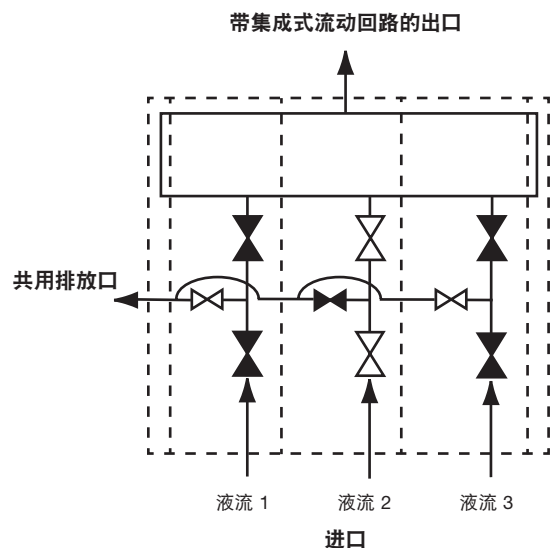 带集成式流动回路的出口
共用排放口
液流 1
液流 2
液流 3
进口